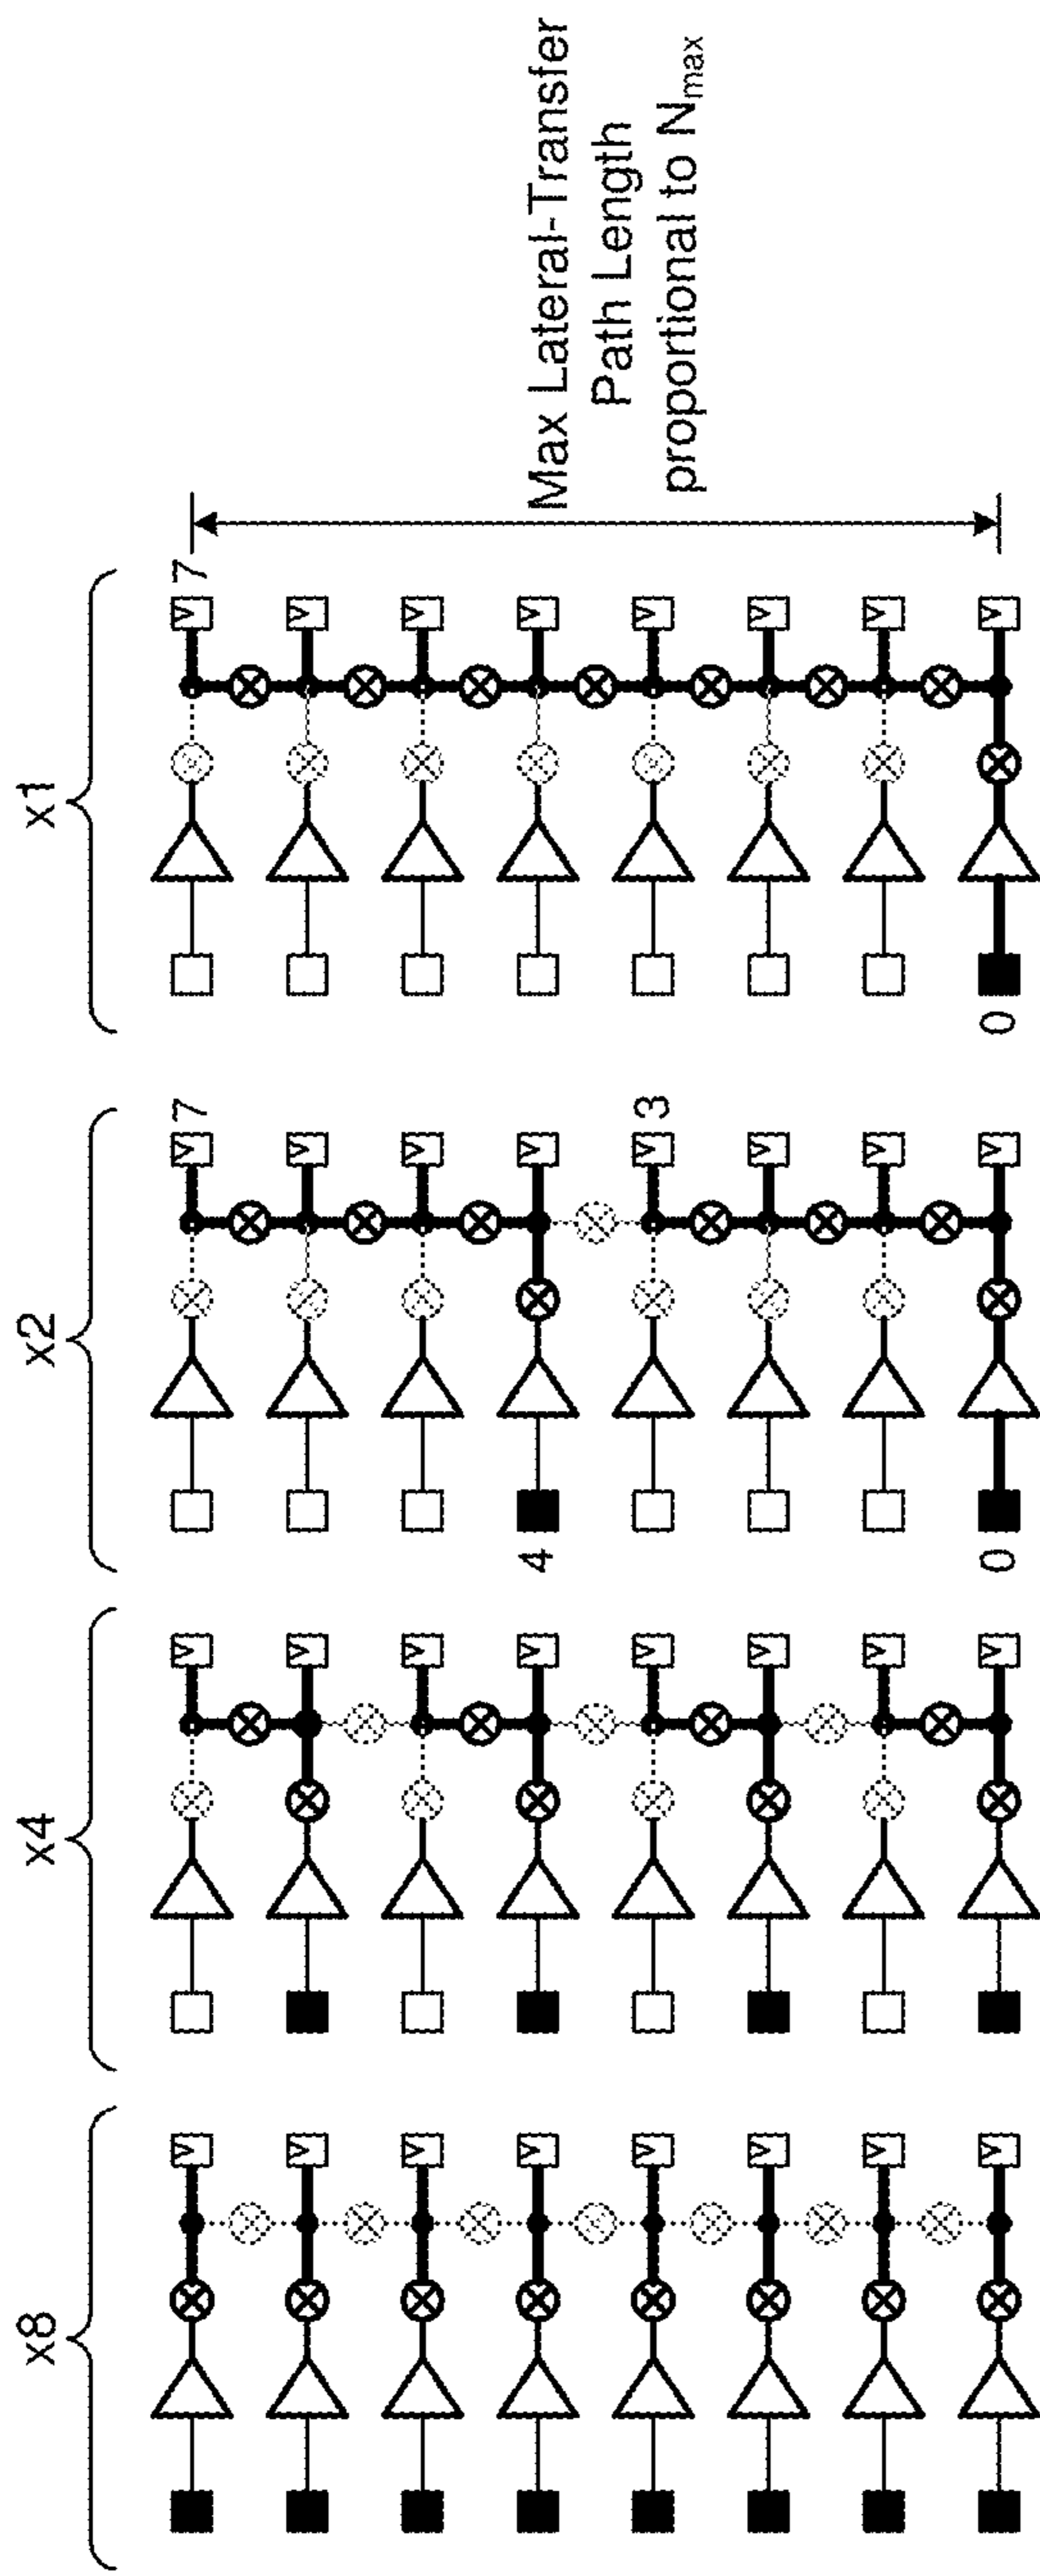 x8 x4 x2 x1
7 7
4
Max Lateral-Transfer
Path Length
proportional to Nmax
3
0 0